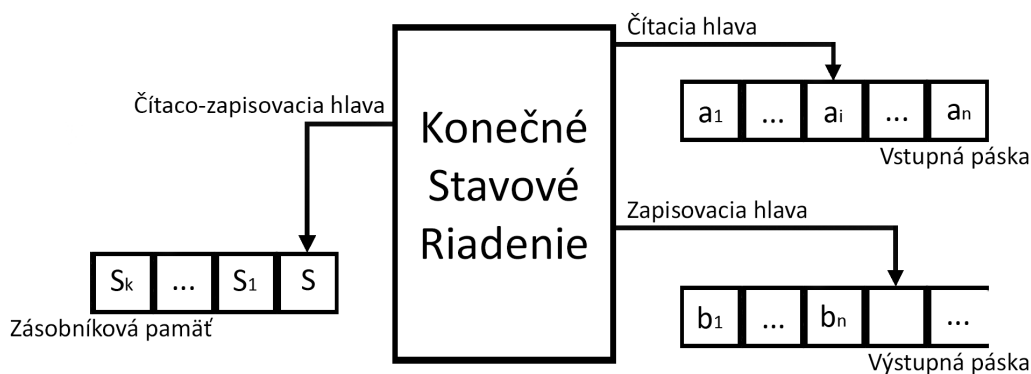 Čítacia hlava
a1 ... ai ... an
Vstupná páska
Čítaco-zapisovacia hlava
Konečné
Stavové
Riadenie
Zapisovacia hlava
Sk ... S1 S
Zásobníková pamäť
b1 ... bn ...
Výstupná páska